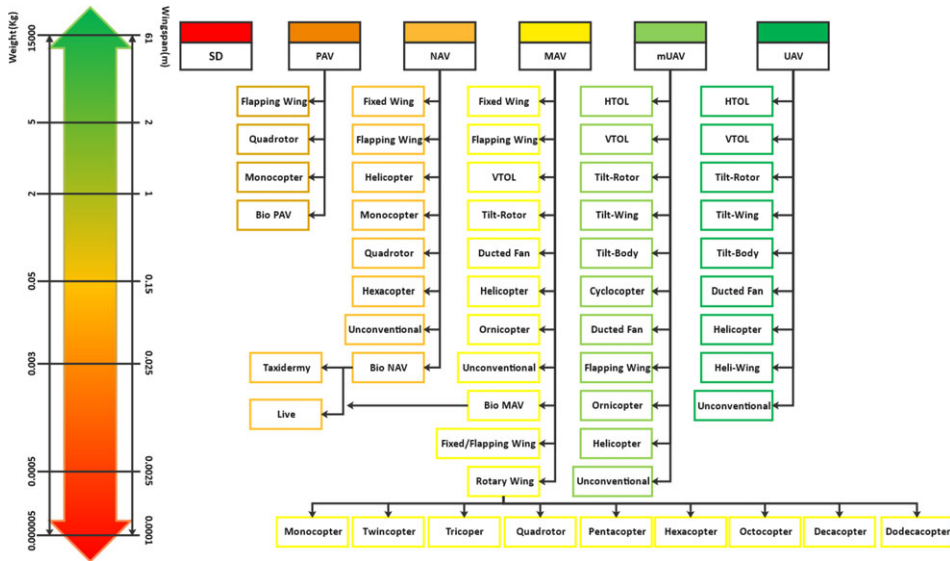 Weight(Kg)
Wingspan(m)
15000
61
5
2
2
1
0.05
0.15
0.003
0.025
0.0005
0.0025
0.000005
0.0001
SD
PAV
NAV
MAV
mUAV
UAV
Flapping Wing
Quadrotor
Monocopter
Bio PAV
Fixed Wing
Flapping Wing
Helicopter
Monocopter
Quadrotor
Hexacopter
Unconventional
Bio NAV
Taxidermy
Live
Fixed Wing
Flapping Wing
VTOL
Tilt-Rotor
Ducted Fan
Helicopter
Ornicopter
Unconventional
Bio MAV
Fixed/Flapping Wing
Rotary Wing
HTOL
VTOL
Tilt-Rotor
Tilt-Wing
Tilt-Body
Cyclocopter
Ducted Fan
Flapping Wing
Ornicopter
Helicopter
Unconventional
HTOL
VTOL
Tilt-Rotor
Tilt-Wing
Tilt-Body
Ducted Fan
Helicopter
Heli-Wing
Unconventional
Monocopter
Twincopter
Tricoper
Quadrotor
Pentacopter
Hexacopter
Octocopter
Decacopter
Dodecacopter